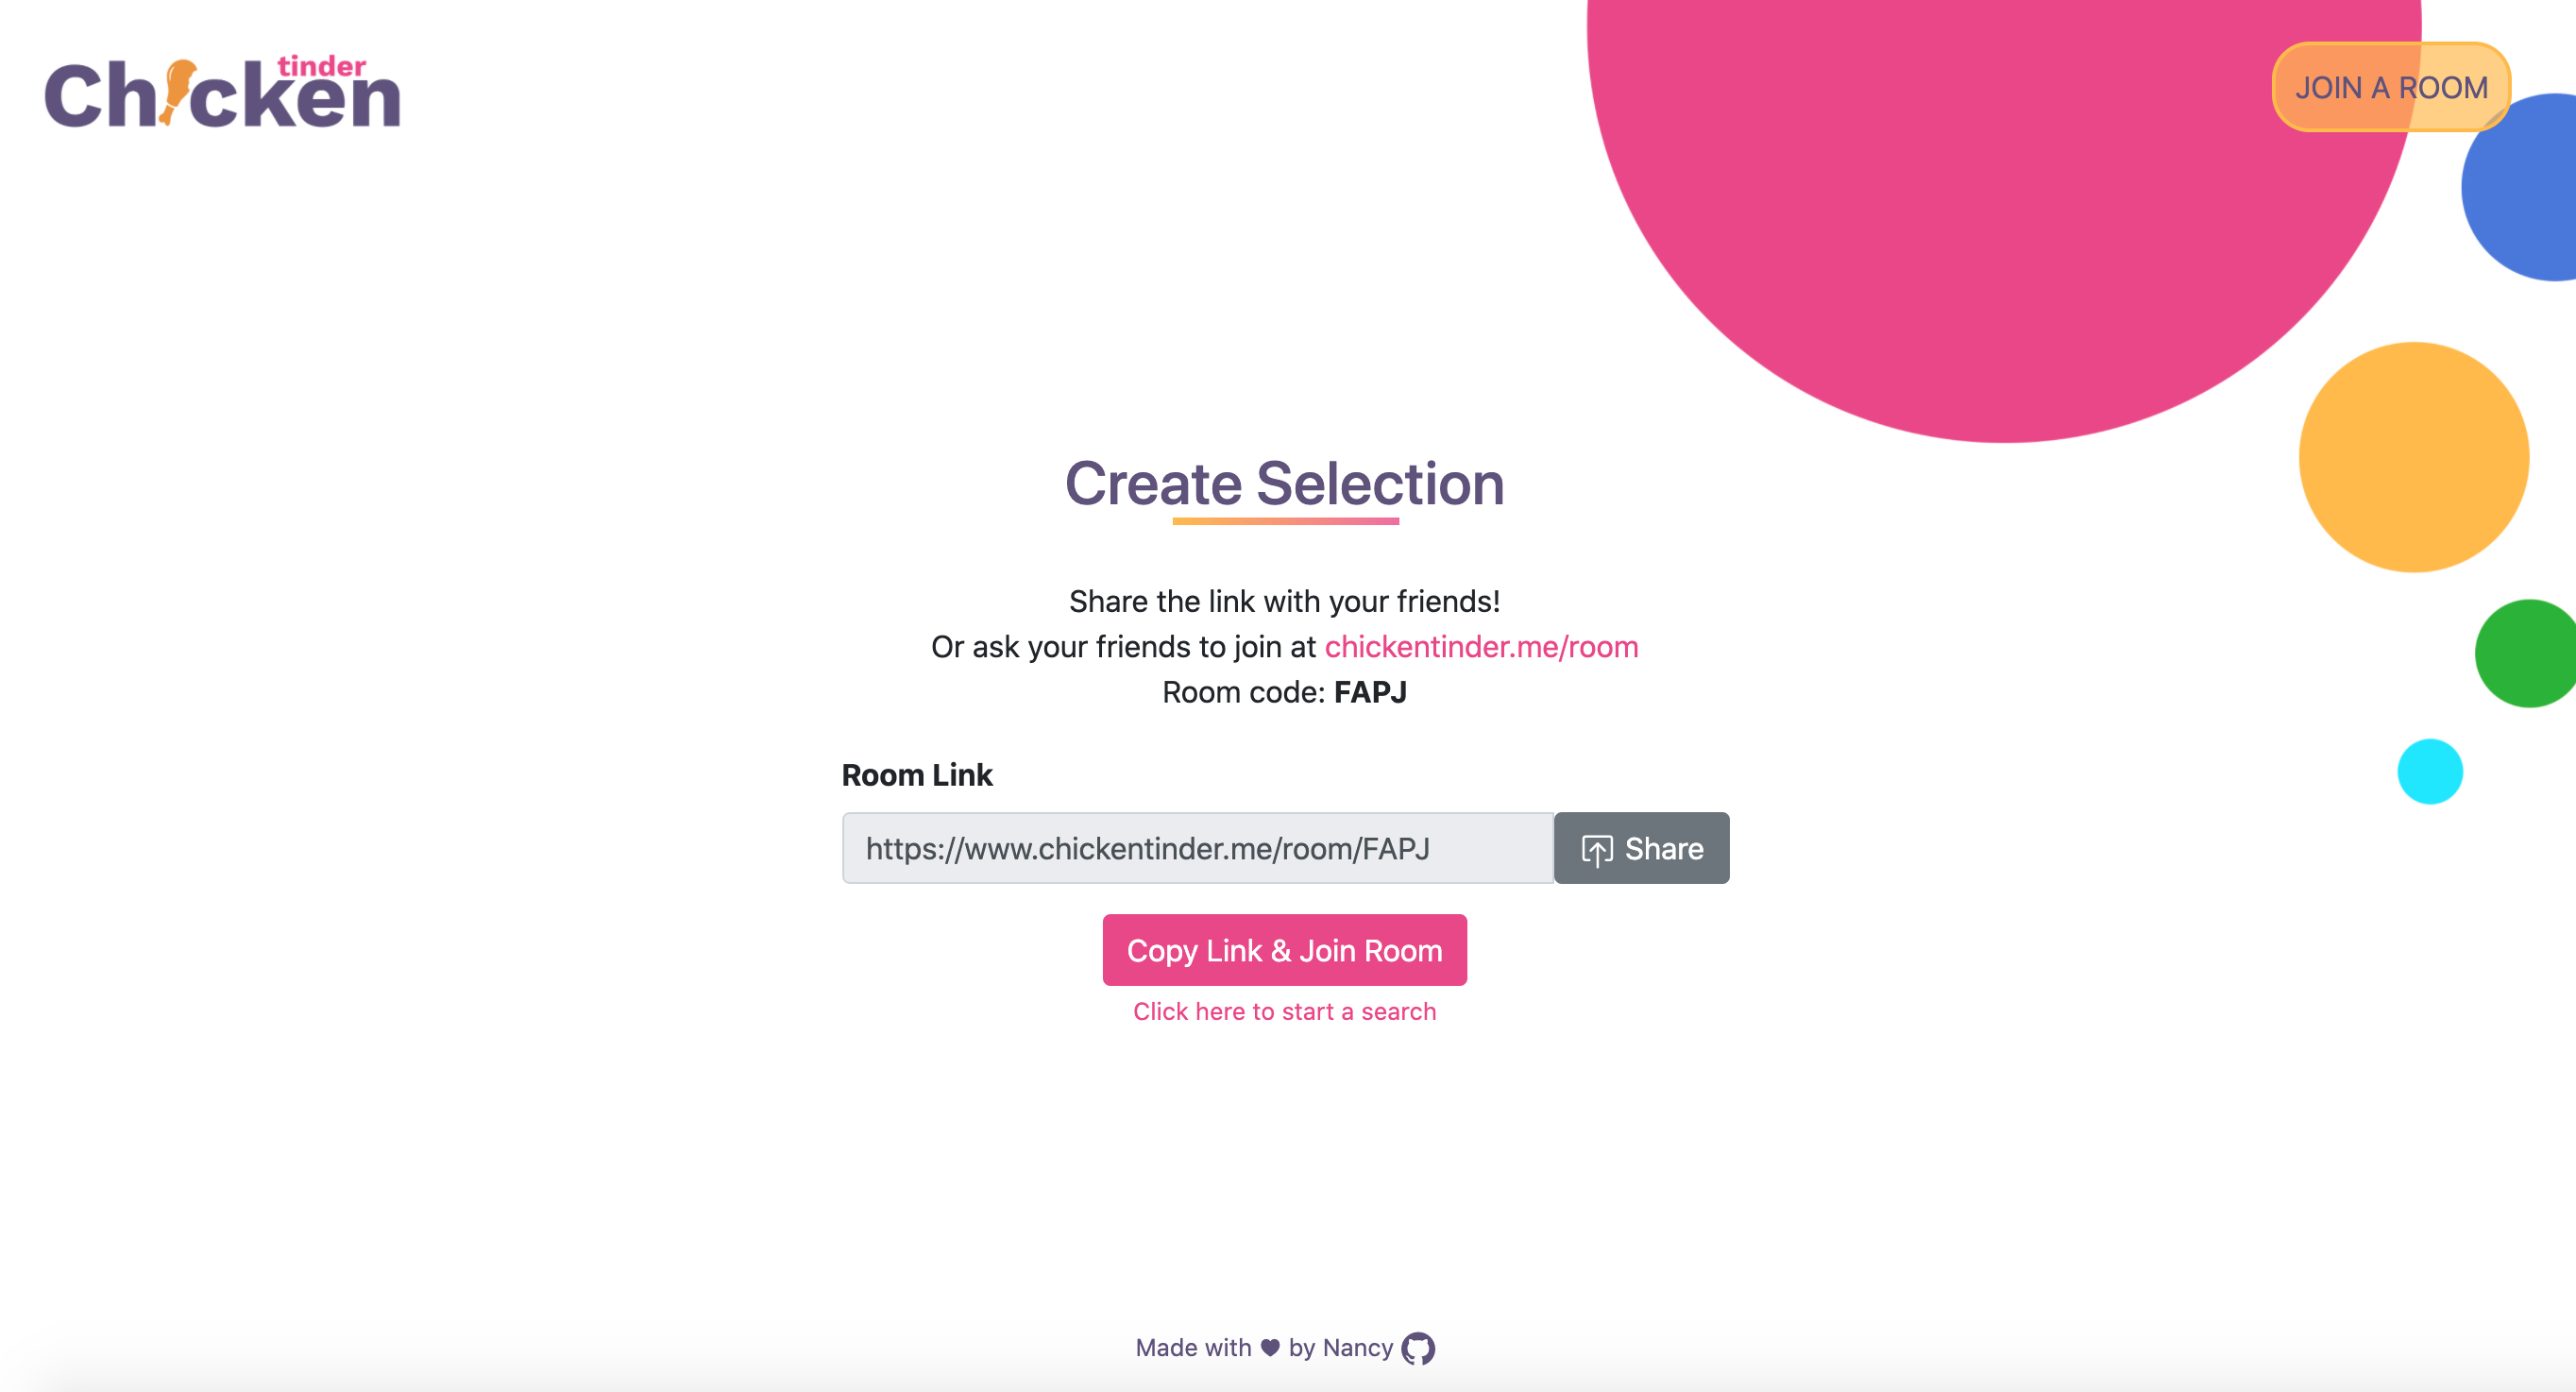 Chicken tinder
JOIN A ROOM
Create Selection
Share the link with your friends!
Or ask your friends to join at chickentinder.me/room
Room code: FAPJ
Room Link
https://www.chickentinder.me/room/FAPJ
Share
Copy Link & Join Room
Click here to start a search
Made with ♥ by Nancy